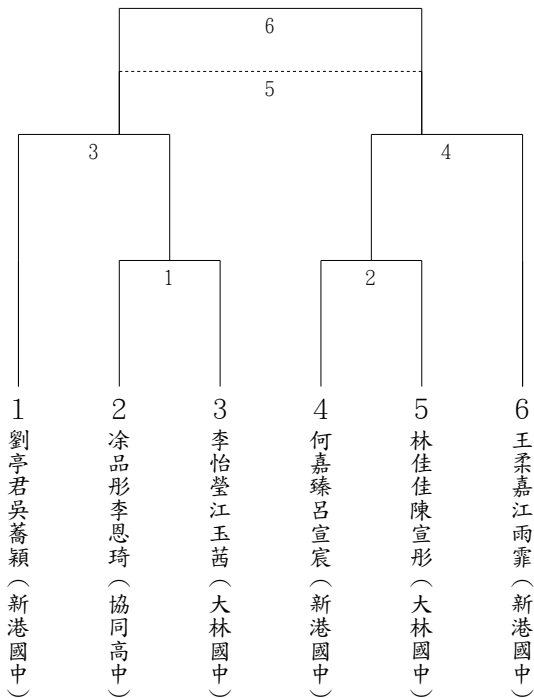 6
5
3
4
1
2
1
劉亭君吳蕎穎(新港國中)
2
凃品彤李恩琦(協同高中)
3
李怡瑩江玉茜(大林國中)
4
何嘉臻呂宣宸(新港國中)
5
林佳佳陳宣彤(大林國中)
6
王柔嘉江雨霏(新港國中)